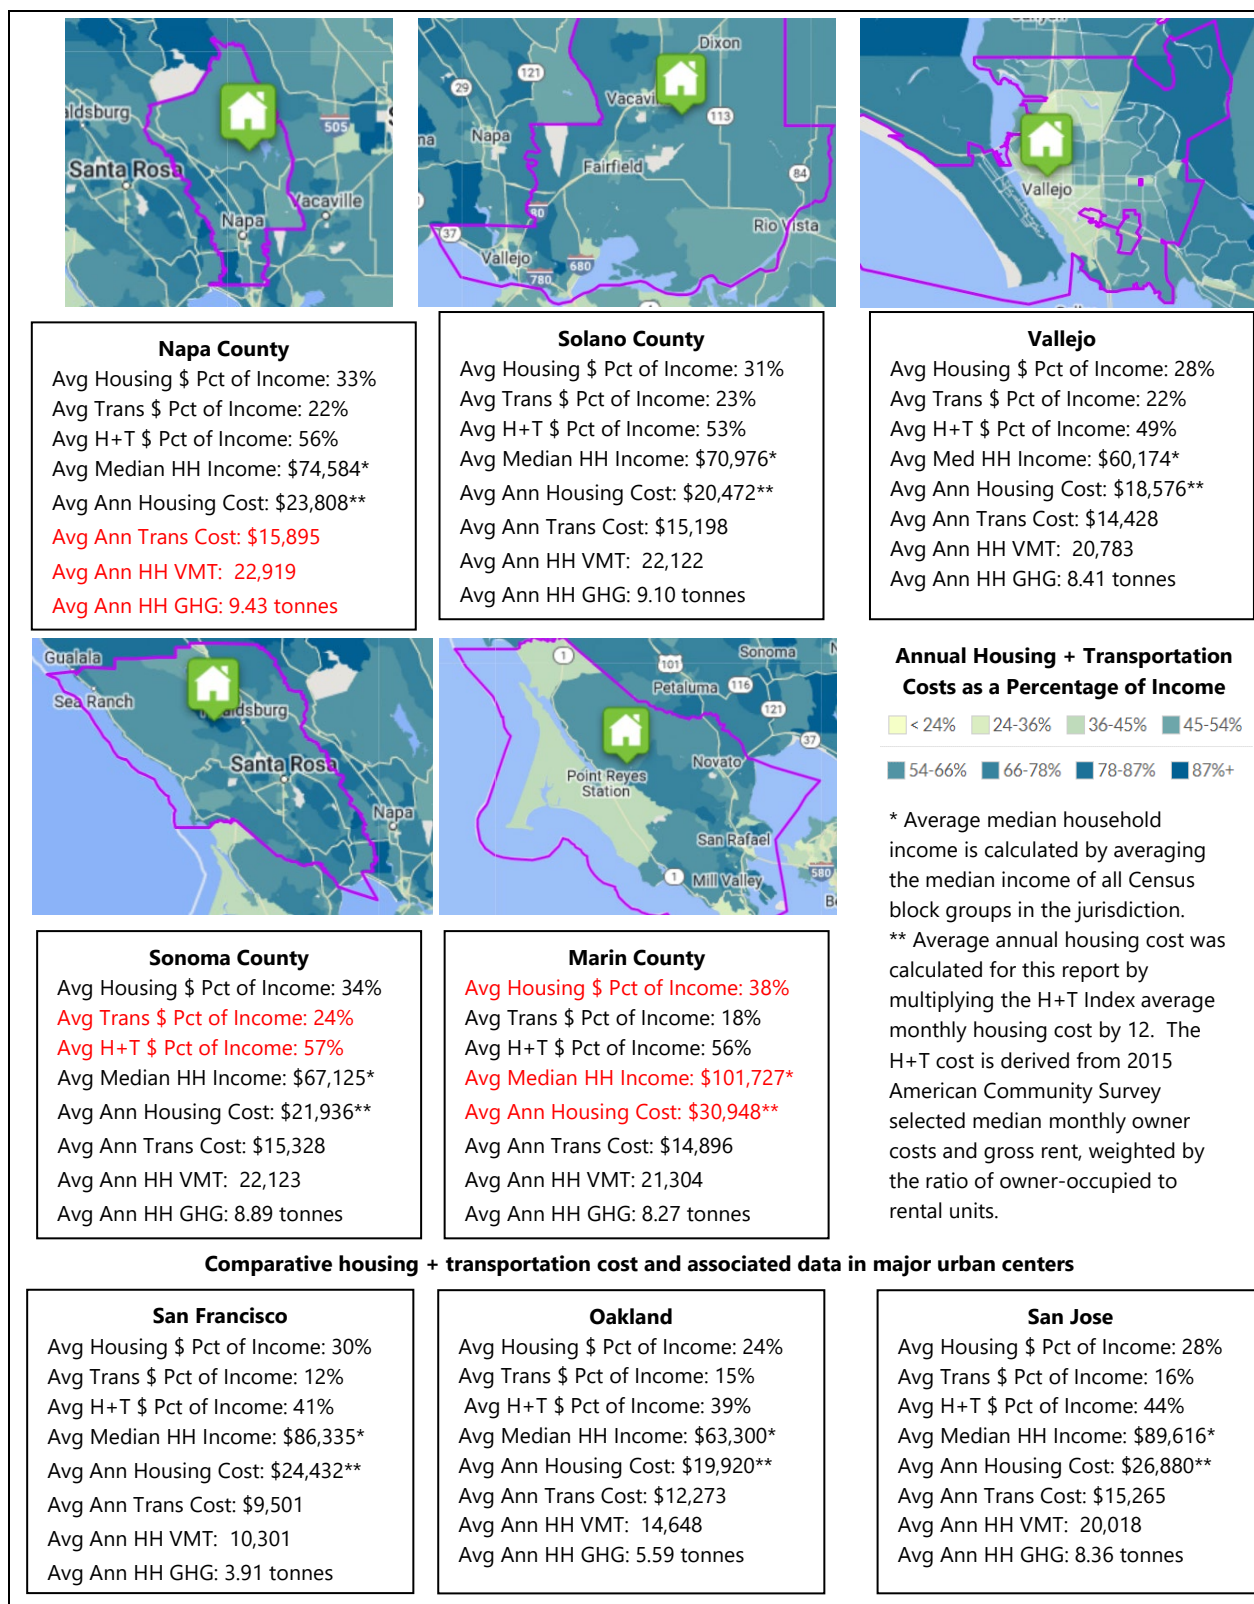 Dixon
121
29
Vacavil
113
aldsburg
505
Napa
Santa Rosa
Fairfield
84
Vallejo
Vacaville
Napa
80
37
Rio Vista
Vallejo
680
780
Napa County
Avg Housing $ Pct of Income: 33%
Avg Trans $ Pct of Income: 22%
Avg H+T $ Pct of Income: 56%
Avg Median HH Income: $74,584*
Avg Ann Housing Cost: $23,808**
Avg Ann Trans Cost: $15,895
Avg Ann HH VMT:  22,919
Avg Ann HH GHG: 9.43 tonnes
Solano County
Avg Housing $ Pct of Income: 31%
Avg Trans $ Pct of Income: 23%
Avg H+T $ Pct of Income: 53%
Avg Median HH Income: $70,976*
Avg Ann Housing Cost: $20,472**
Avg Ann Trans Cost: $15,198
Avg Ann HH VMT:  22,122
Avg Ann HH GHG: 9.10 tonnes
Vallejo
Avg Housing $ Pct of Income: 28%
Avg Trans $ Pct of Income: 22%
Avg H+T $ Pct of Income: 49%
Avg Med HH Income: $60,174*
Avg Ann Housing Cost: $18,576**
Avg Ann Trans Cost: $14,428
Avg Ann HH VMT:  20,783
Avg Ann HH GHG: 8.41 tonnes
Gualala
Sea Ranch
aldsburg
Santa Rosa
Napa
1
101
Sonoma
Petaluma
116
121
37
Novato
Point Reyes
Station
San Rafael
1
Mill Valley
580
Be
Annual Housing + Transportation
Costs as a Percentage of Income
< 24%
24-36%
36-45%
45-54%
54-66%
66-78%
78-87%
87%+
* Average median household
income is calculated by averaging
the median income of all Census
block groups in the jurisdiction.
** Average annual housing cost was
calculated for this report by
multiplying the H+T Index average
monthly housing cost by 12.  The
H+T cost is derived from 2015
American Community Survey
selected median monthly owner
costs and gross rent, weighted by
the ratio of owner-occupied to
rental units.
Sonoma County
Avg Housing $ Pct of Income: 34%
Avg Trans $ Pct of Income: 24%
Avg H+T $ Pct of Income: 57%
Avg Median HH Income: $67,125*
Avg Ann Housing Cost: $21,936**
Avg Ann Trans Cost: $15,328
Avg Ann HH VMT:  22,123
Avg Ann HH GHG: 8.89 tonnes
Marin County
Avg Housing $ Pct of Income: 38%
Avg Trans $ Pct of Income: 18%
Avg H+T $ Pct of Income: 56%
Avg Median HH Income: $101,727*
Avg Ann Housing Cost: $30,948**
Avg Ann Trans Cost: $14,896
Avg Ann HH VMT: 21,304
Avg Ann HH GHG: 8.27 tonnes
Comparative housing + transportation cost and associated data in major urban centers
San Francisco
Avg Housing $ Pct of Income: 30%
Avg Trans $ Pct of Income: 12%
Avg H+T $ Pct of Income: 41%
Avg Median HH Income: $86,335*
Avg Ann Housing Cost: $24,432**
Avg Ann Trans Cost: $9,501
Avg Ann HH VMT:  10,301
Avg Ann HH GHG: 3.91 tonnes
Oakland
Avg Housing $ Pct of Income: 24%
Avg Trans $ Pct of Income: 15%
Avg H+T $ Pct of Income: 39%
Avg Median HH Income: $63,300*
Avg Ann Housing Cost: $19,920**
Avg Ann Trans Cost: $12,273
Avg Ann HH VMT:  14,648
Avg Ann HH GHG: 5.59 tonnes
San Jose
Avg Housing $ Pct of Income: 28%
Avg Trans $ Pct of Income: 16%
Avg H+T $ Pct of Income: 44%
Avg Median HH Income: $89,616*
Avg Ann Housing Cost: $26,880**
Avg Ann Trans Cost: $15,265
Avg Ann HH VMT:  20,018
Avg Ann HH GHG: 8.36 tonnes